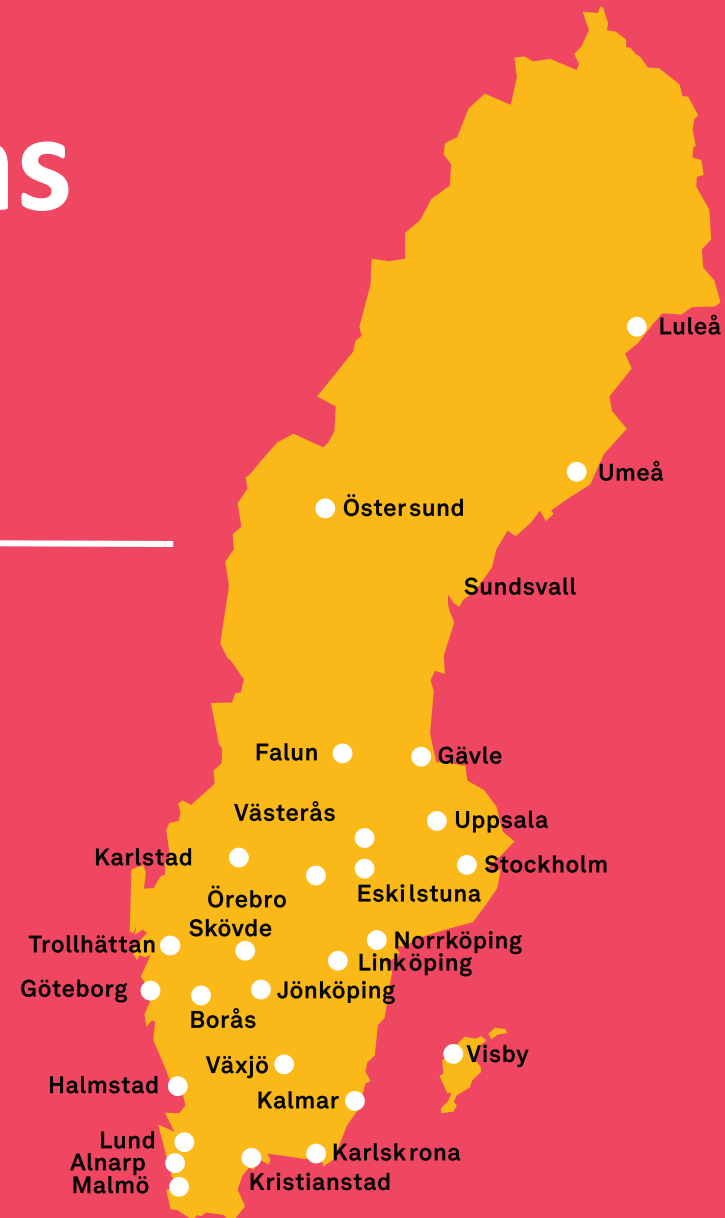 as
Luleå
Umeå
Östersund
Sundsvall
Falun
Gävle
Västerås
Uppsala
Karlstad
Stockholm
Eskilstuna
Örebro
Skövde
Norrköping
Trollhättan
Linköping
Göteborg
Jönköping
Borås
Visby
Växjö
Halmstad
Kalmar
Lund
Karlskrona
Alnarp
Kristianstad
Malmö